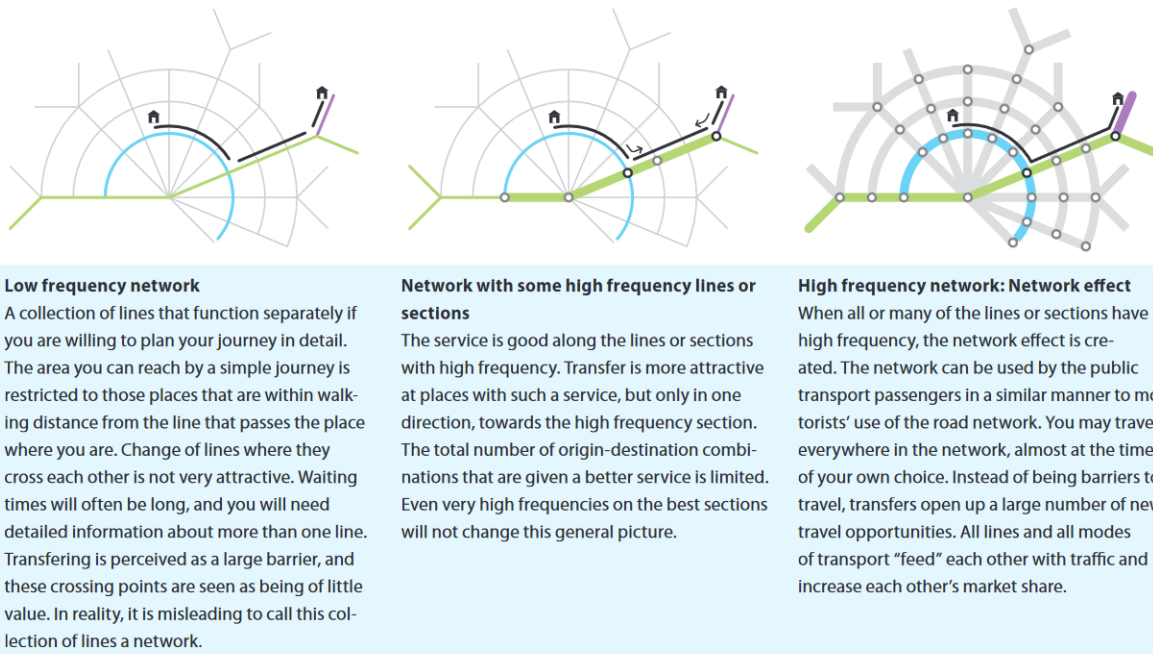 Low frequency network
A collection of lines that function separately if
you are willing to plan your journey in detail.
The area you can reach by a simple journey is
restricted to those places that are within walk-
ing distance from the line that passes the place
where you are. Change of lines where they
cross each other is not very attractive. Waiting
times will often be long, and you will need
detailed information about more than one line.
Transfering is perceived as a large barrier, and
these crossing points are seen as being of little
value. In reality, it is misleading to call this col-
lection of lines a network.
Network with some high frequency lines or
sections
The service is good along the lines or sections
with high frequency. Transfer is more attractive
at places with such a service, but only in one
direction, towards the high frequency section.
The total number of origin-destination combi-
nations that are given a better service is limited.
Even very high frequencies on the best sections
will not change this general picture.
High frequency network: Network effect
When all or many of the lines or sections have
high frequency, the network effect is cre-
ated. The network can be used by the public
transport passengers in a similar manner to
torists' use of the road network. You may
everywhere in the network, almost at the
of your own choice. Instead of being barriers
travel, transfers open up a large number of
travel opportunities. All lines and all modes
of transport “feed” each other with traffic and
increase each other's market share.